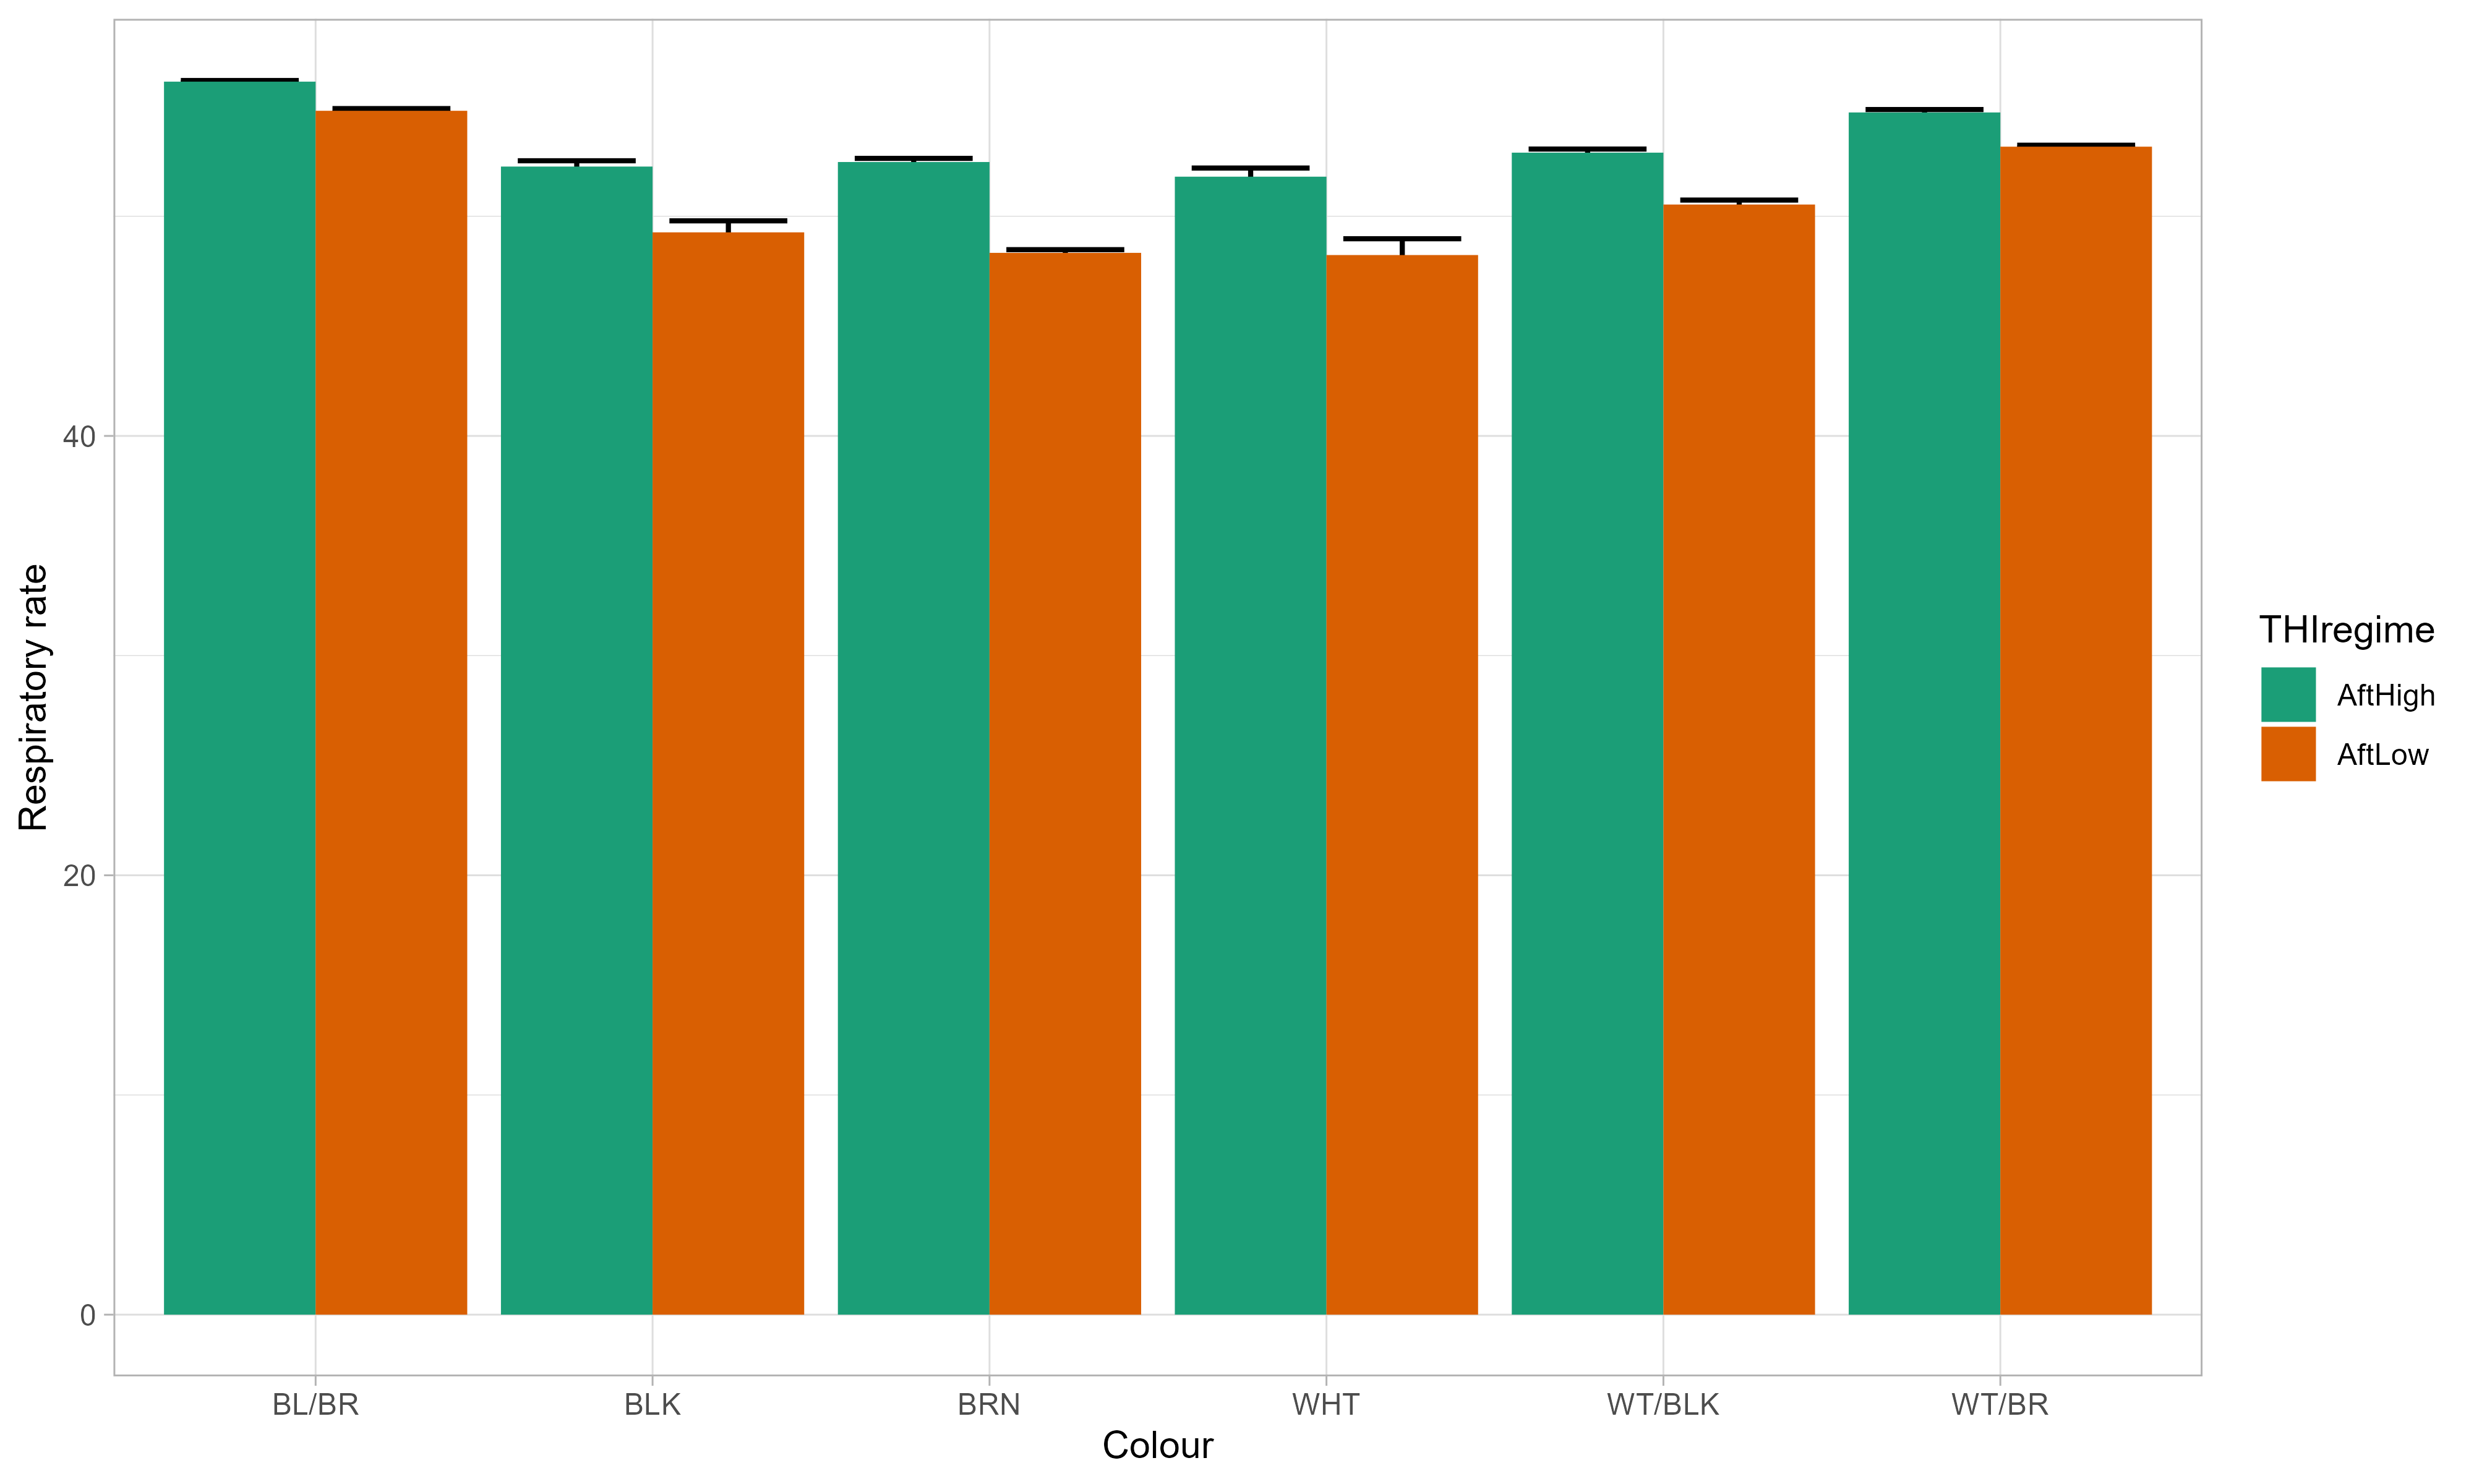 Respiratory rate
40
20
0
BL/BR BLK BRN WHT WT/BLK WT/BR
Colour
THIregime
AftHigh
AftLow